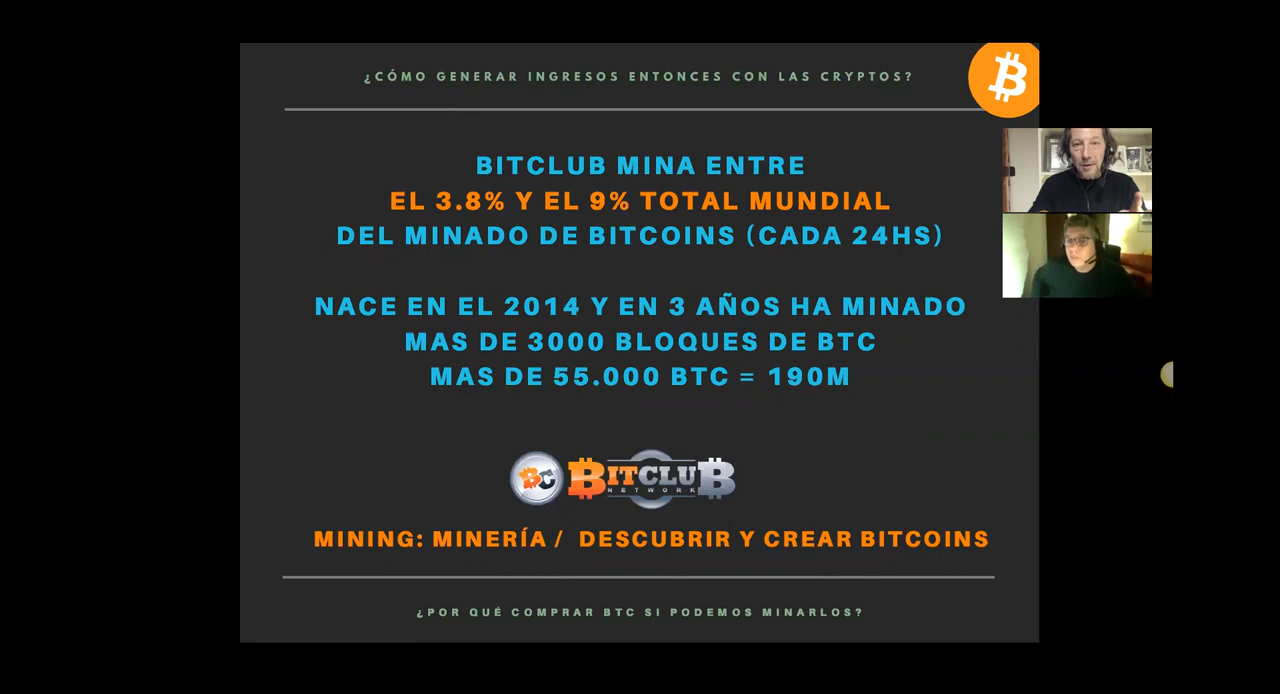 ¿CÓMO GENERAR INGRESOS ENTONCES CON LAS CRYPTOS?
BITCLUB MINA ENTRE
EL 3.8% Y EL 9% TOTAL MUNDIAL
DEL MINADO DE BITCOINS (CADA 24HS)
NACE EN EL 2014 Y EN 3 AÑOS HA MINADO
MAS DE 3000 BLOQUES DE BTC
MAS DE 55.000 BTC = 190M
BC BITCLUB
NETWORK
MINING: MINERÍA / DESCUBRIR Y CREAR BITCOINS
¿POR QUÉ COMPRAR BTC SI PODEMOS MINARLOS?